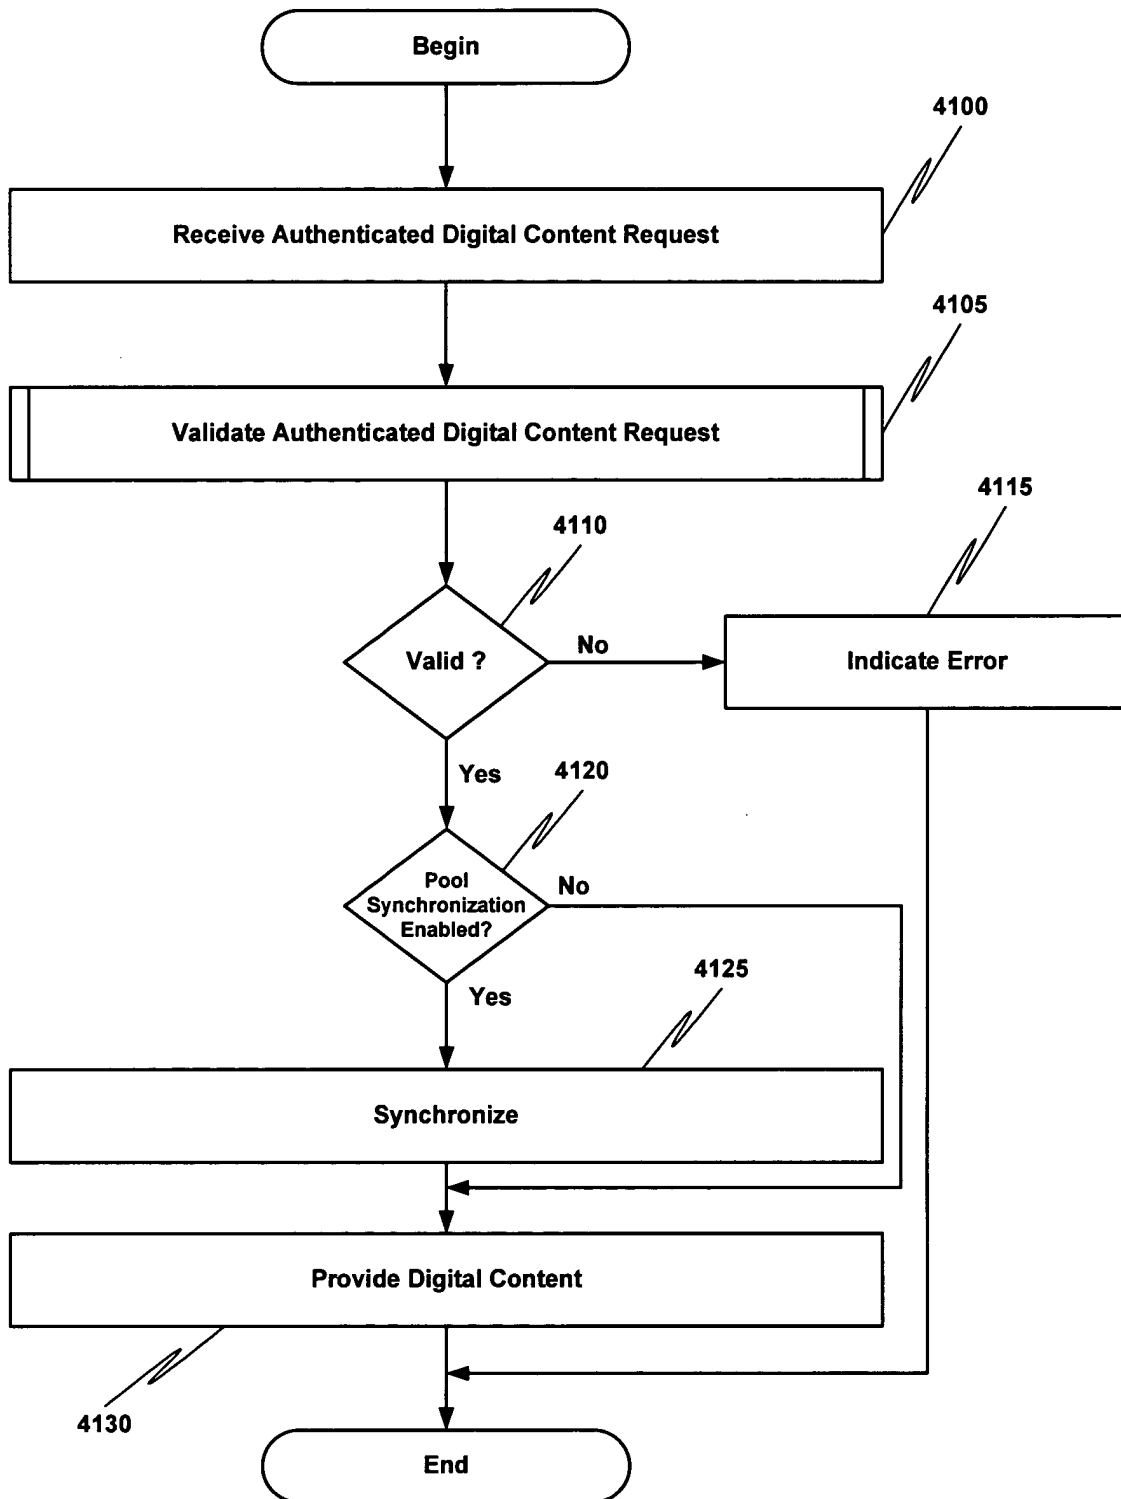 Begin
4100
Receive Authenticated Digital Content Request
4105
Validate Authenticated Digital Content Request
4110
4115
Valid ?
No
Indicate Error
Yes
4120
Pool
Synchronization
Enabled?
No
Yes
4125
Synchronize
Provide Digital Content
4130
End